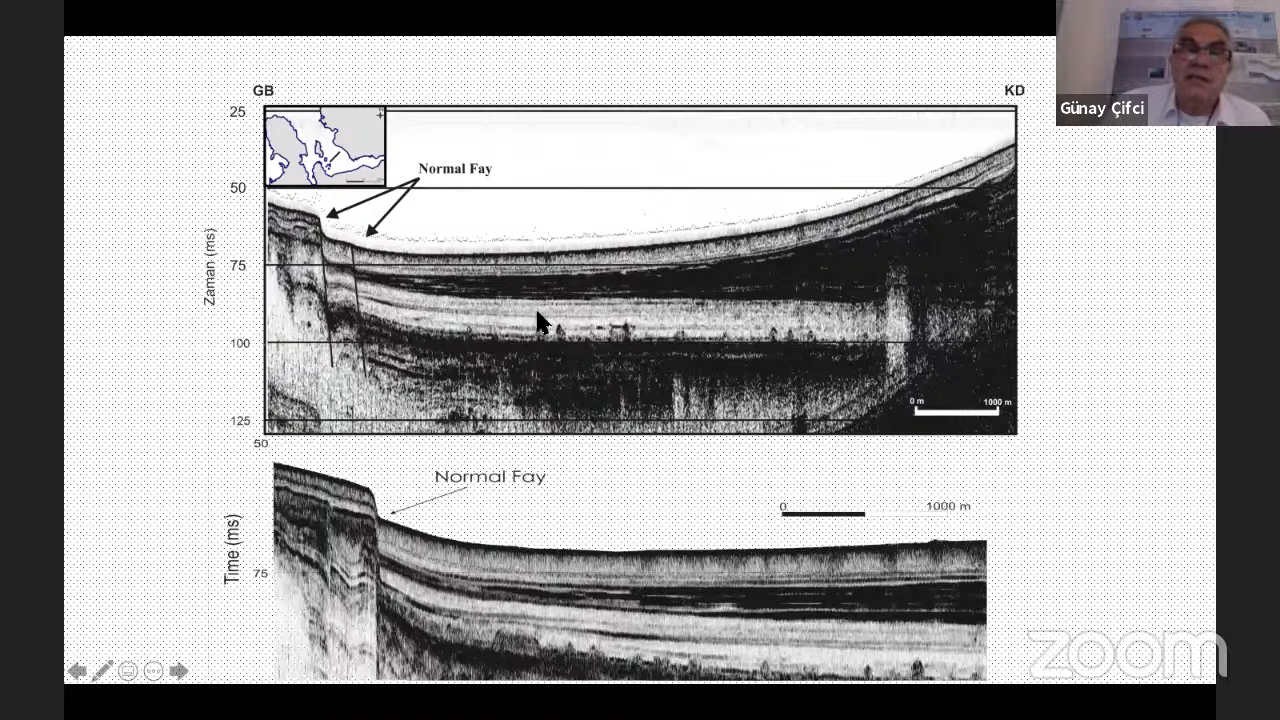 Günay Çifci
GB
KD
25
50
75
100
125
Zaman (ms)
Normal Fay
0 m
1000 m
50
Normal Fay
0
1000 m
Time (ms)
75
zoom